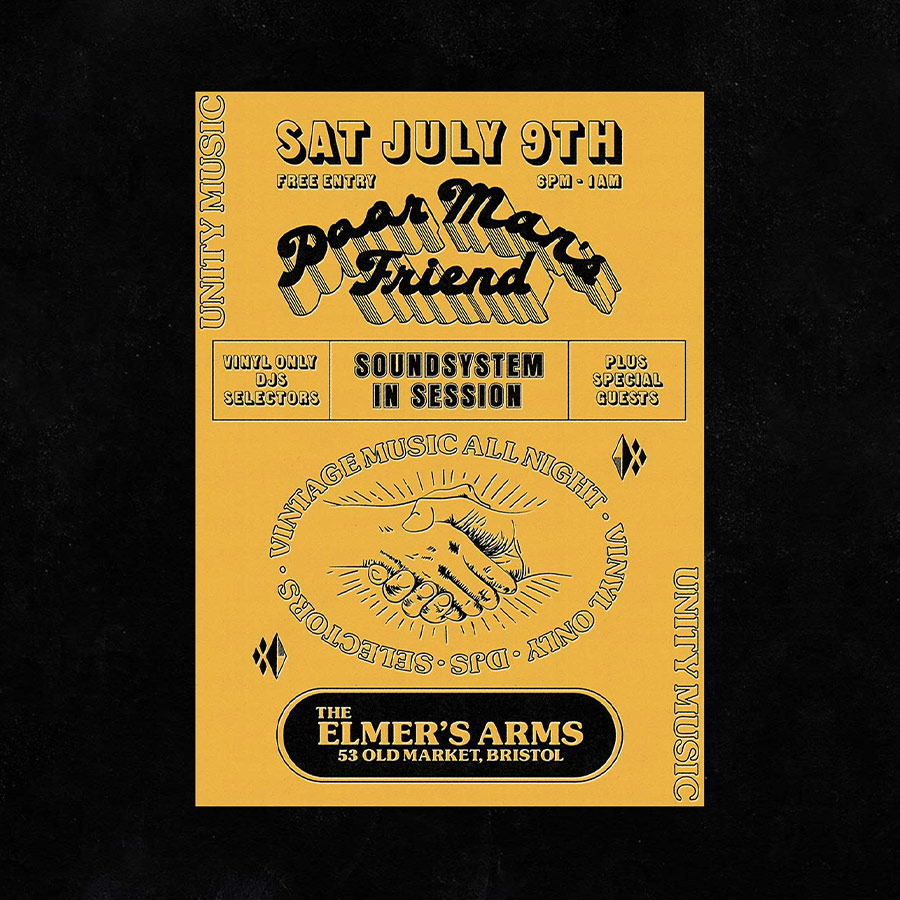 UNITY MUSIC
SAT JULY 9TH
FREE ENTRY
6PM - 1AM
Poor Man's
Friend
VINYL ONLY
DJS
SELECTORS
SOUNDSYSTEM
IN SESSION
PLUS
SPECIAL
GUESTS
VINTAGE MUSIC ALL NIGHT · VINYL ONLY · DJS · SELECTORS ·
UNITY MUSIC
THE
ELMER'S ARMS
53 OLD MARKET, BRISTOL